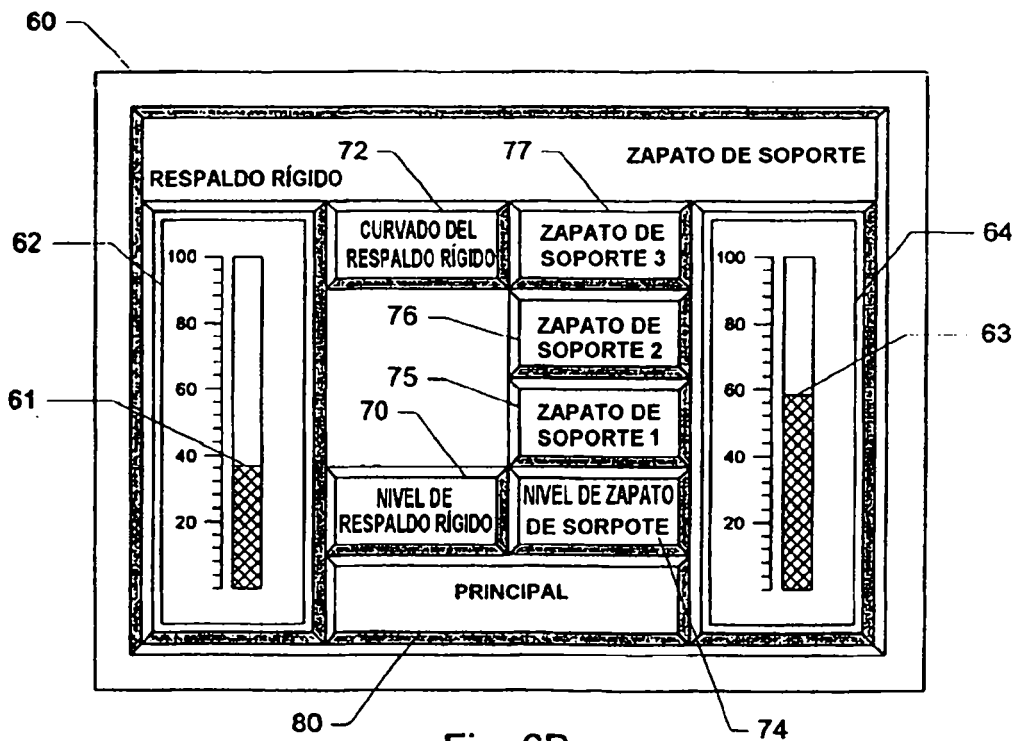 60
72
77
RESPALDO RÍGIDO
ZAPATO DE SOPORTE
62
64
CURVADO DEL
RESPALDO RÍGIDO
ZAPATO DE
SOPORTE 3
100
80
60
40
20
100
80
60
40
20
76
ZAPATO DE
SOPORTE 2
63
75
ZAPATO DE
SOPORTE 1
61
70
NIVEL DE
RESPALDO RÍGIDO
NIVEL DE ZAPATO
DE SORPOTE
PRINCIPAL
80
74